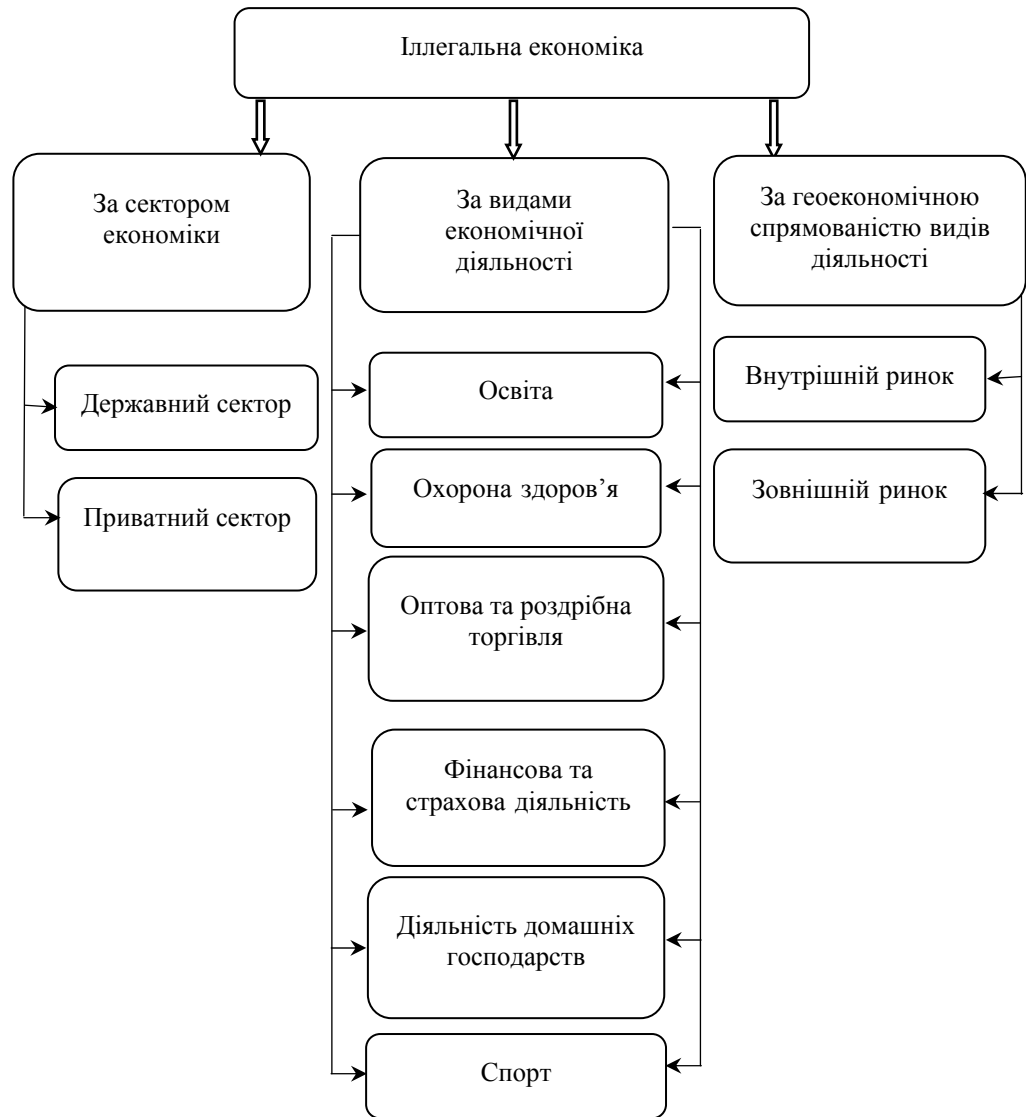 Іллегальна економіка
За сектором
економіки
Державний сектор
Приватний сектор
За видами
економічної
діяльності
Освіта
Охорона здоров’я
Оптова та роздрібна
торгівля
Фінансова та
страхова діяльність
Діяльність домашніх
господарств
Спорт
За геоекономічною
спрямованістю видів
діяльності
Внутрішній ринок
Зовнішній ринок